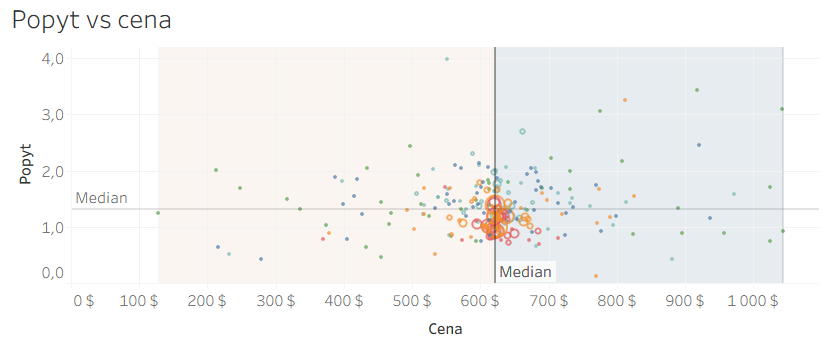 Popyt vs cena
4,0
3,0
2,0
1,0
0,0
Popyt
Median
Median
0 $ 100 $ 200 $ 300 $ 400 $ 500 $ 600 $ 700 $ 800 $ 900 $ 1 000 $
Cena